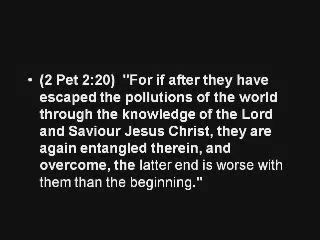 • (2 Pet 2:20) "For if after they have
escaped the pollutions of the world
through the knowledge of the Lord
and Saviour Jesus Christ, they are
again entangled therein, and
overcome, the latter end is worse with
them than the beginning."